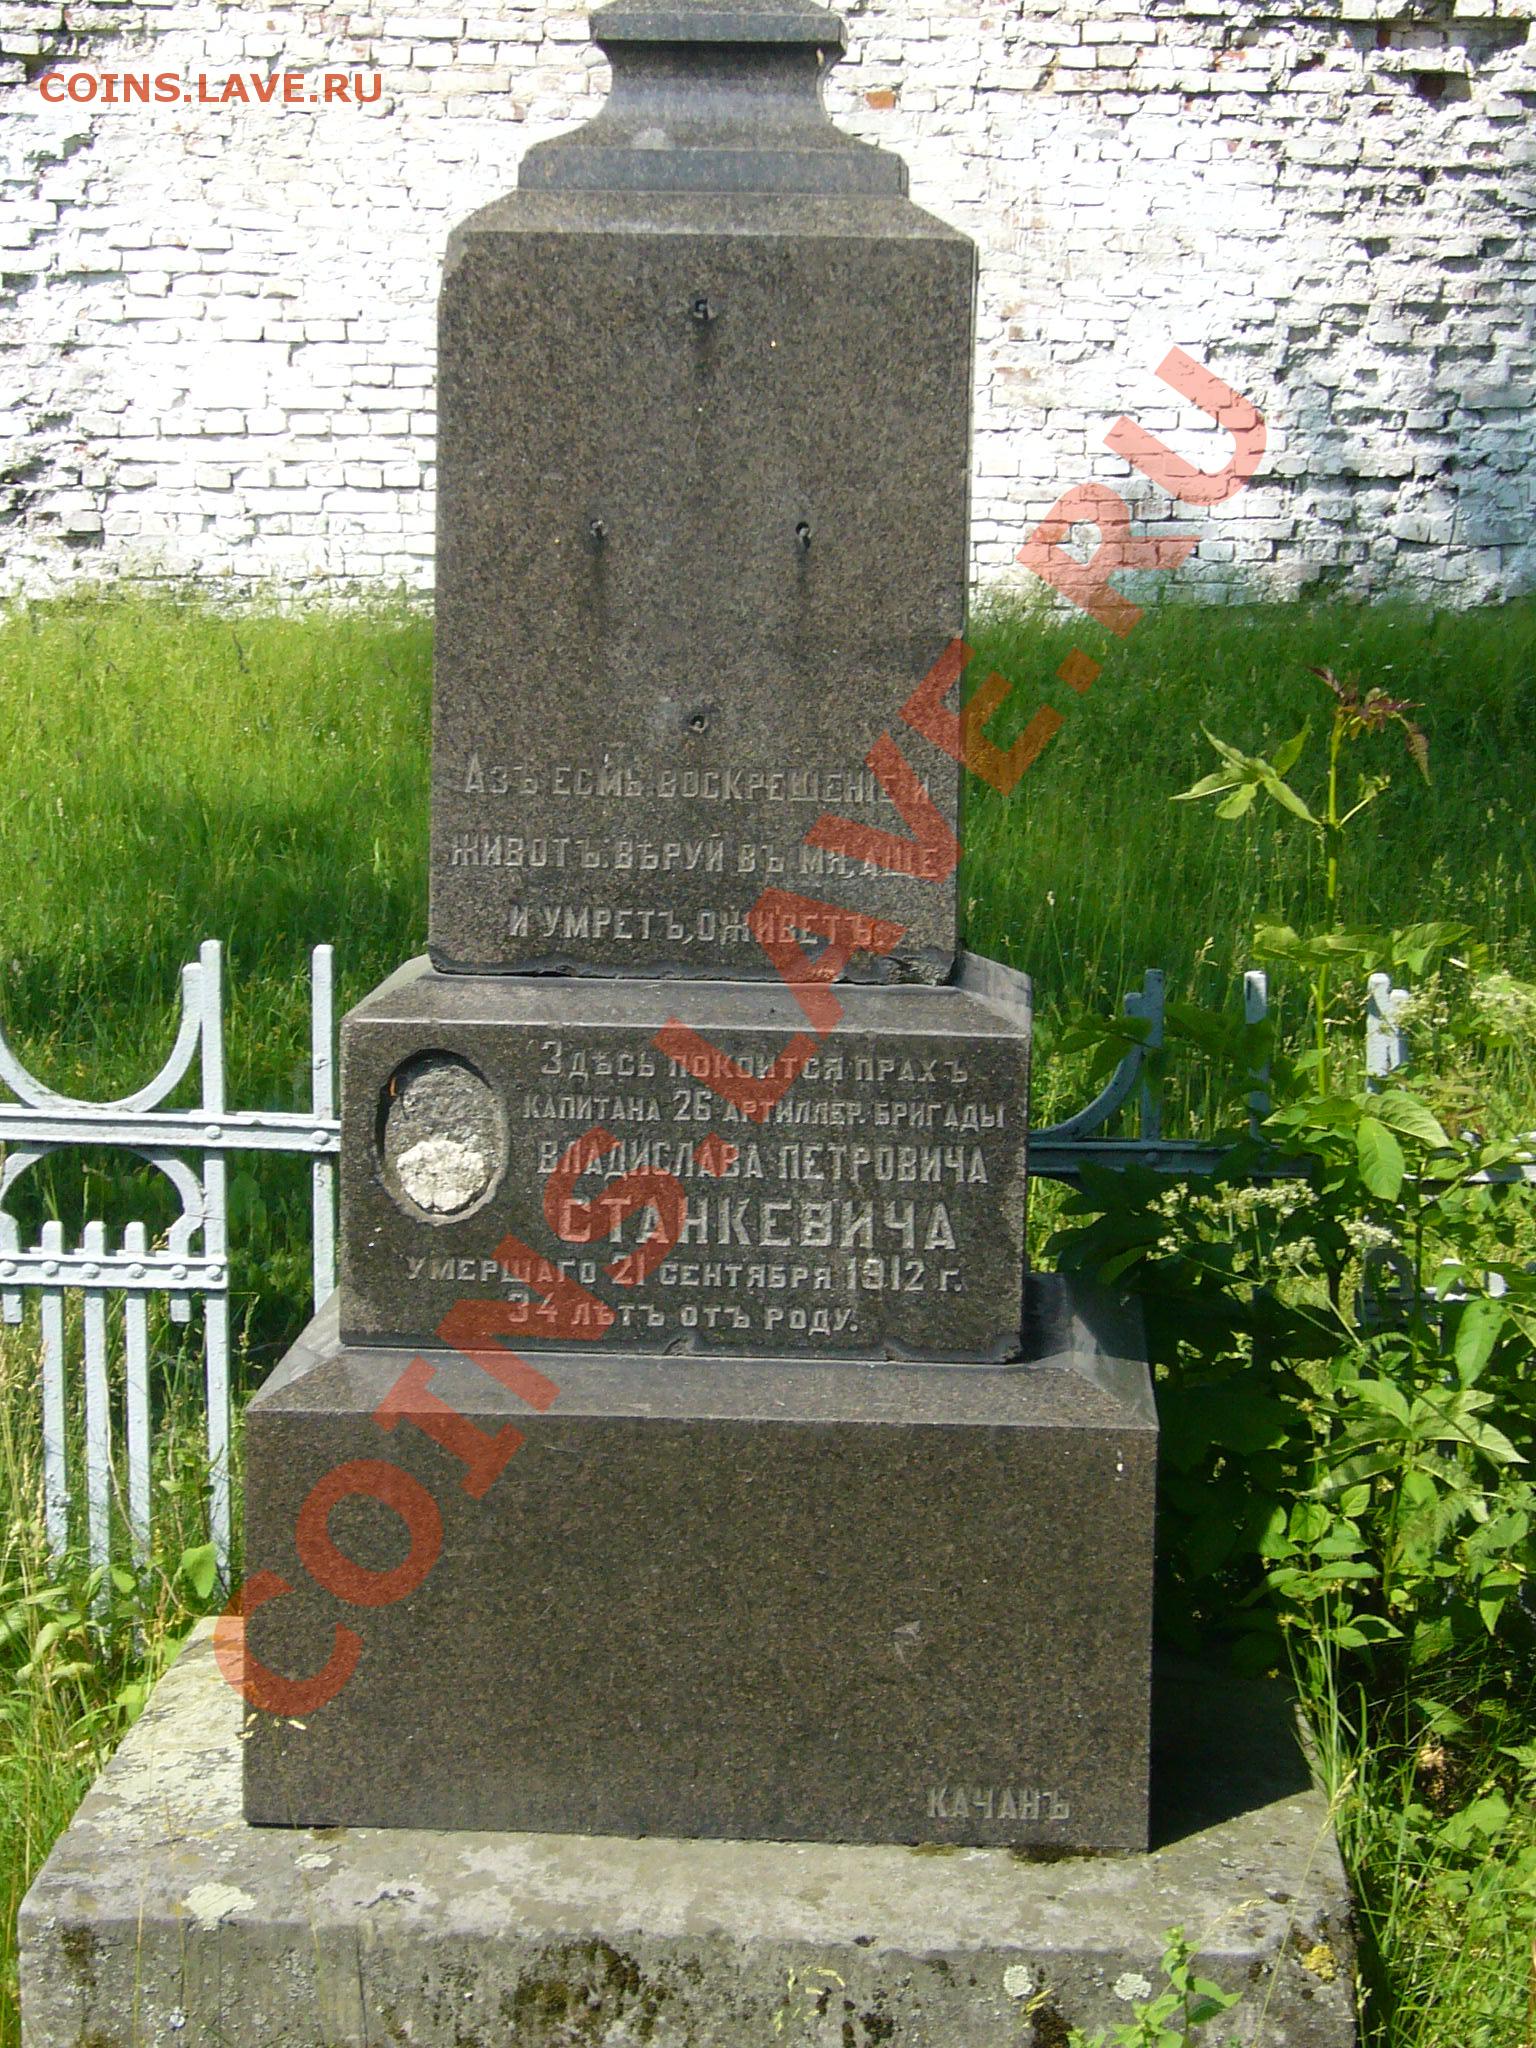 COINS.LAVE.RU
Азъ есмь воскрешеніе и
животъ: вѣруй въ мя, аще
и умретъ, оживетъ.
Здѣсь покоится прахъ
капитана 26 артиллер. бригады
ВЛАДИСЛАВА ПЕТРОВИЧА
СТАНКЕВИЧА
умершаго 21 сентября 1912 г.
34 лѣтъ отъ роду.
КАЧАНЪ
COINS.LAVE.RU